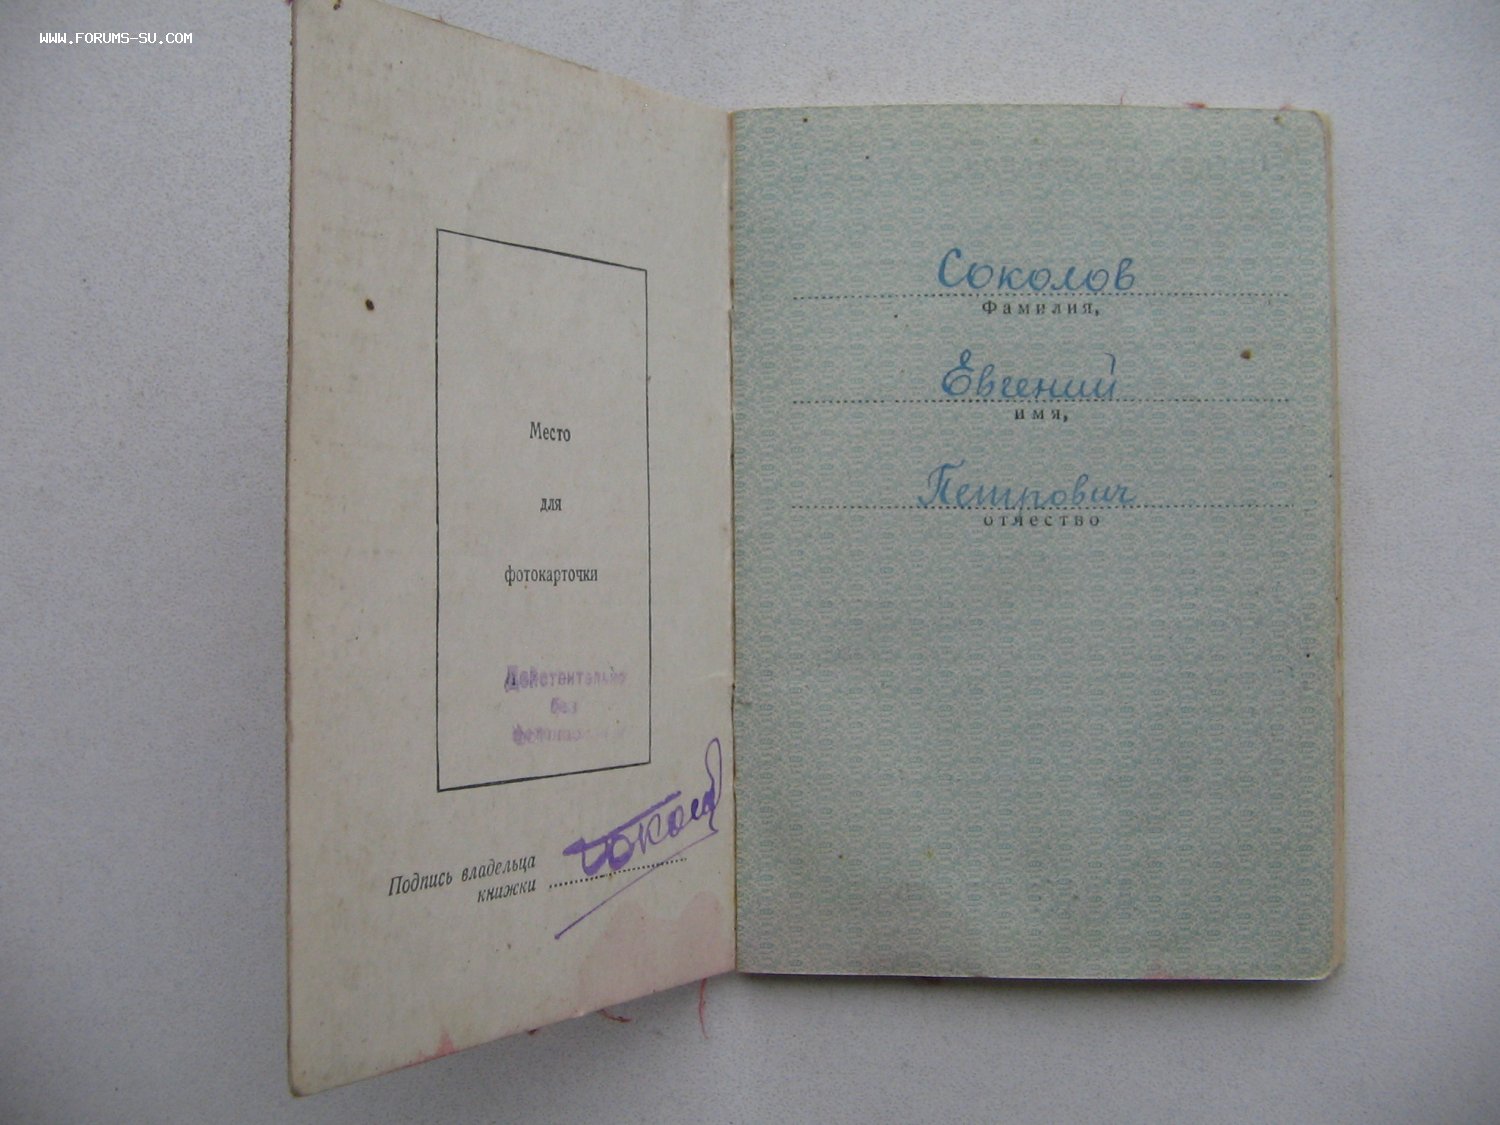 WWW.FORUMS-SU.COM
Место
для
фотокарточки
Действительно
без
Подпись владельца
книжки
Соколов
Фамилия,
Евгений
имя,
Петрович
отчество